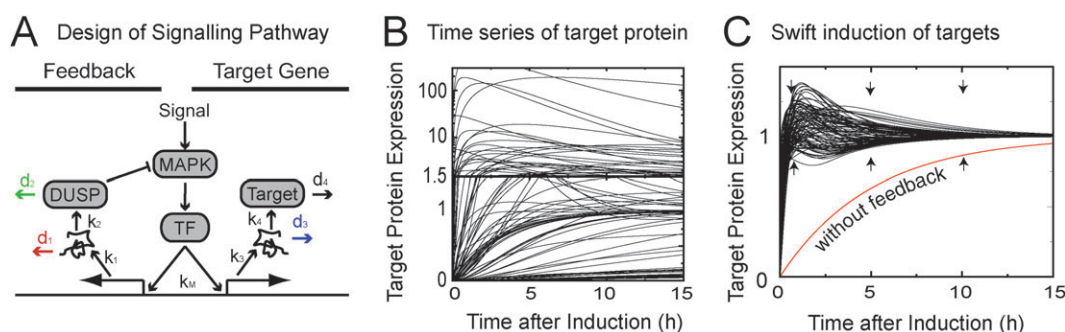 A Design of Signalling Pathway
Feedback Target Gene
Signal
MAPK
d2 DUSP Target d4
k2 TF k4 d3
d1
k1 kM k3
B Time series of target protein
Target Protein Expression
100
10
1.5
1
0
0 5 10 15
Time after Induction (h)
C Swift induction of targets
Target Protein Expression
1
0
without feedback
0 5 10 15
Time after Induction (h)